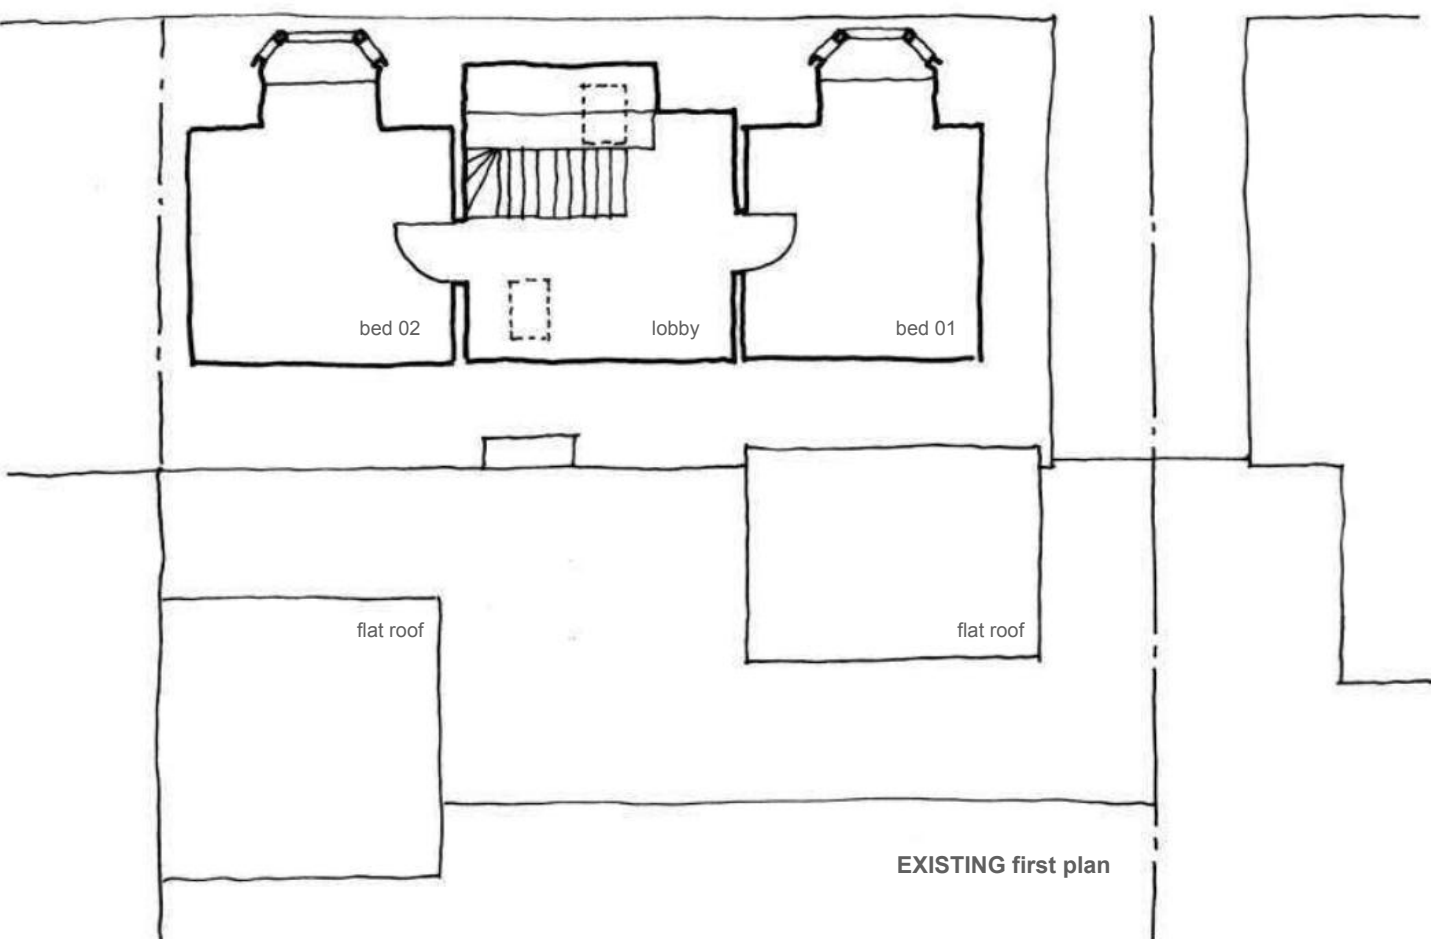 bed 02
lobby
bed 01
flat roof
flat roof
EXISTING first plan